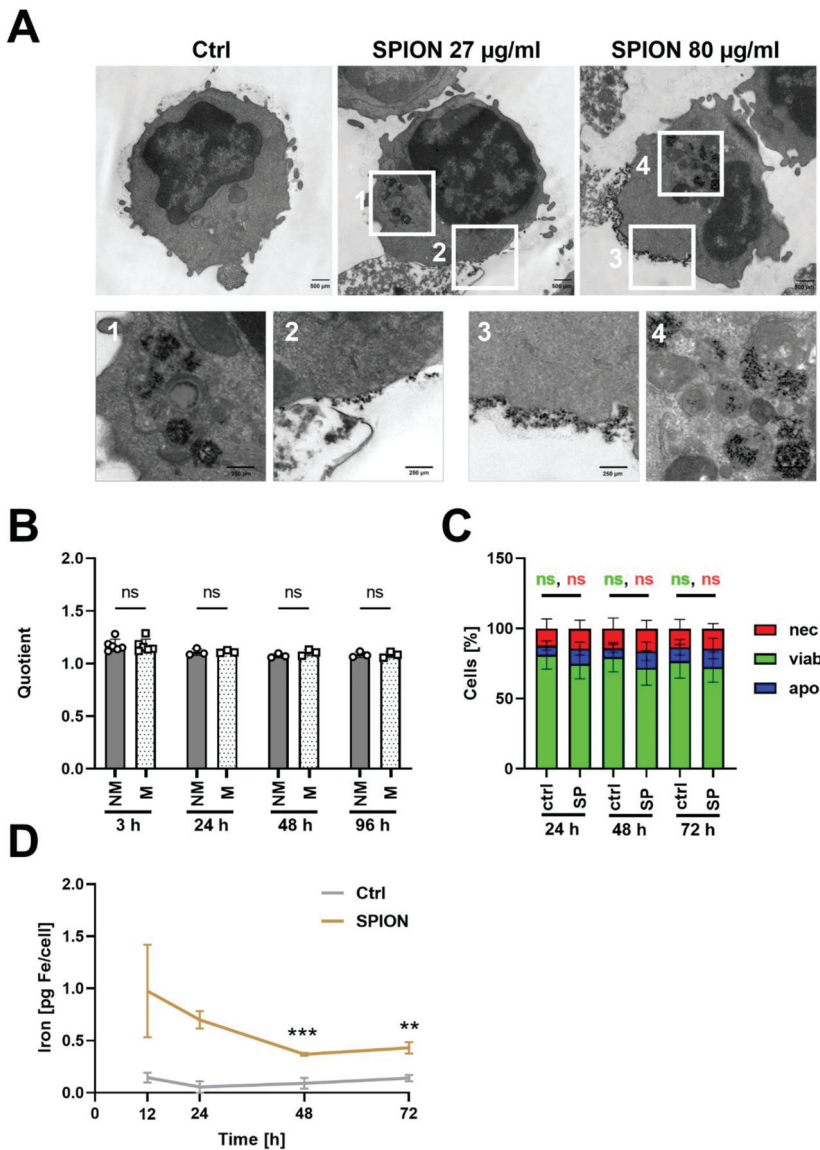 A
Ctrl
SPION 27 µg/ml
SPION 80 µg/ml
1
2
3
4
500 µm
500 µm
500 µm
1
2
3
4
250 µm
250 µm
250 µm
B
Quotient
2.0
1.5
1.0
0.5
0.0
ns
ns
ns
ns
NM
M
NM
M
NM
M
NM
M
3 h
24 h
48 h
96 h
C
Cells [%]
150
100
50
0
ns, ns
ns, ns
ns, ns
nec
viab
apo
ctrl
SP
ctrl
SP
ctrl
SP
24 h
48 h
72 h
D
Iron [pg Fe/cell]
2.0
1.5
1.0
0.5
0.0
Ctrl
SPION
***
**
0
12
24
48
72
Time [h]